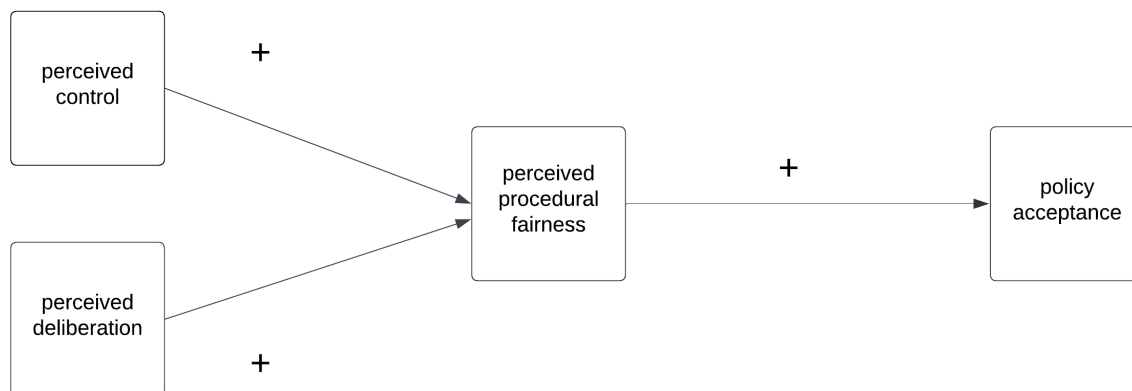 perceived
control
+
perceived
deliberation
+
perceived
procedural
fairness
+
policy
acceptance